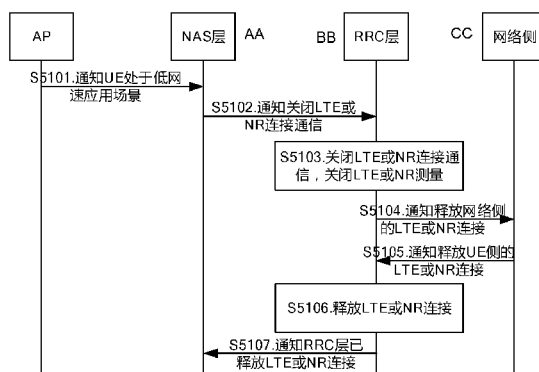 AP
NAS层
AA
BB
RRC层
CC
网络侧
S5101.通知UE处于低网
速应用场景
S5102.通知关闭LTE或
NR连接通信
S5103.关闭LTE或NR连接通
信，关闭LTE或NR测量
S5104.通知释放网络侧
的LTE或NR连接
S5105.通知释放UE侧的
LTE或NR连接
S5106.释放LTE或NR连接
S5107.通知RRC层已
释放LTE或NR连接